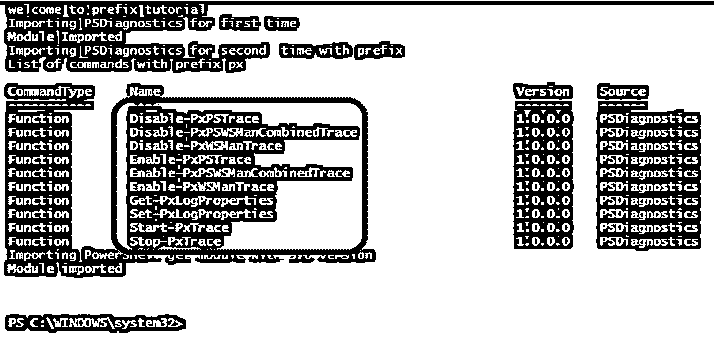 welcome to prefix tutorial
Importing PSDiagnostics for first time
Module Imported
Importing PSDiagnostics for second  time with prefix
List of commands with prefix px
CommandType Name Version Source
Function Disable-PxPSTrace 1.0.0.0 PSDiagnostics
Function Disable-PxPSWSManCombinedTrace 1.0.0.0 PSDiagnostics
Function Disable-PxWSManTrace 1.0.0.0 PSDiagnostics
Function Enable-PxPSTrace 1.0.0.0 PSDiagnostics
Function Enable-PxPSWSManCombinedTrace 1.0.0.0 PSDiagnostics
Function Enable-PxWSManTrace 1.0.0.0 PSDiagnostics
Function Get-PxLogProperties 1.0.0.0 PSDiagnostics
Function Set-PxLogProperties 1.0.0.0 PSDiagnostics
Function Start-PxTrace 1.0.0.0 PSDiagnostics
Function Stop-PxTrace 1.0.0.0 PSDiagnostics
Importing PowerShell get module with version
Module imported
PS C:\WINDOWS\system32>